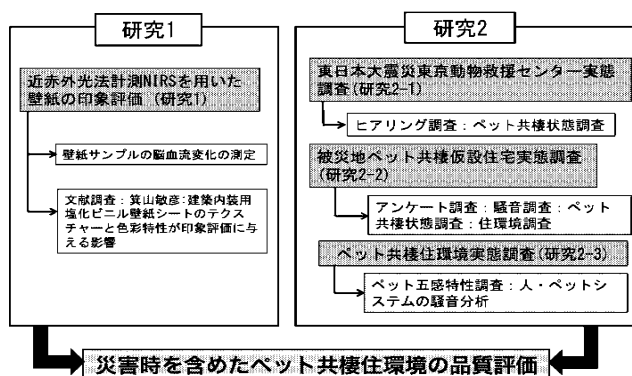 研究1
近赤外光法計測NIRSを用いた
壁紙の印象評価 (研究1)
壁紙サンプルの脳血流変化の測定
文献調査：箕山敏彦:建築内装用
塩化ビニル壁紙シートのテクス
チャーと色彩特性が印象評価に与
える影響
研究2
東日本大震災東京動物救援センター実態
調査(研究2-1)
ヒアリング調査：ペット共棲状態調査
被災地ペット共棲仮設住宅実態調査
(研究2-2)
アンケート調査：騒音調査：ペット
共棲状態調査：住環境調査
ペット共棲住環境実態調査(研究2-3)
ペット五感特性調査：人・ペットシ
ステムの騒音分析
災害時を含めたペット共棲住環境の品質評価